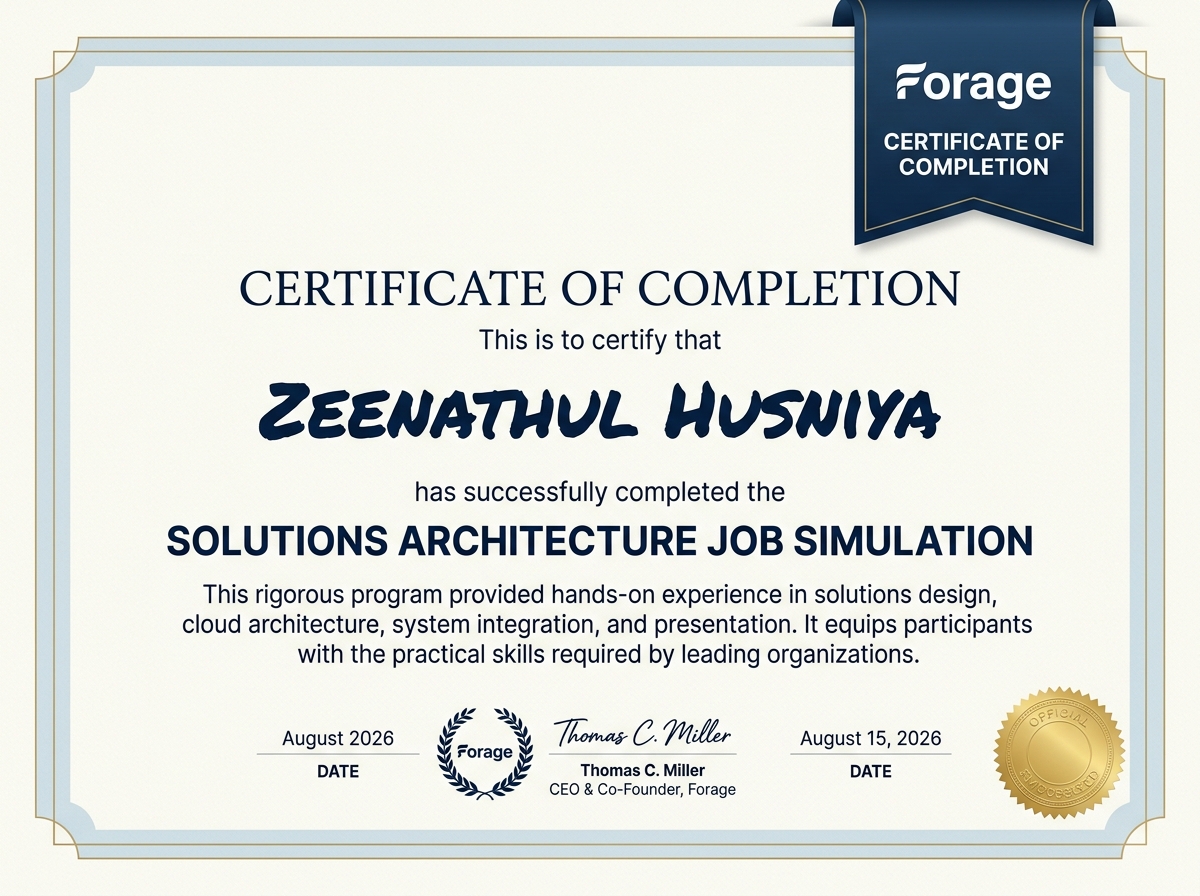 Forage
CERTIFICATE OF
COMPLETION
CERTIFICATE OF COMPLETION
This is to certify that
ZEENATHUL HUSNIYA
has successfully completed the
SOLUTIONS ARCHITECTURE JOB SIMULATION
This rigorous program provided hands-on experience in solutions design,
cloud architecture, system integration, and presentation. It equips participants
with the practical skills required by leading organizations.
August 2026
DATE
Forage
Thomas C. Miller
Thomas C. Miller
CEO & Co-Founder, Forage
August 15, 2026
DATE
OFFICIAL